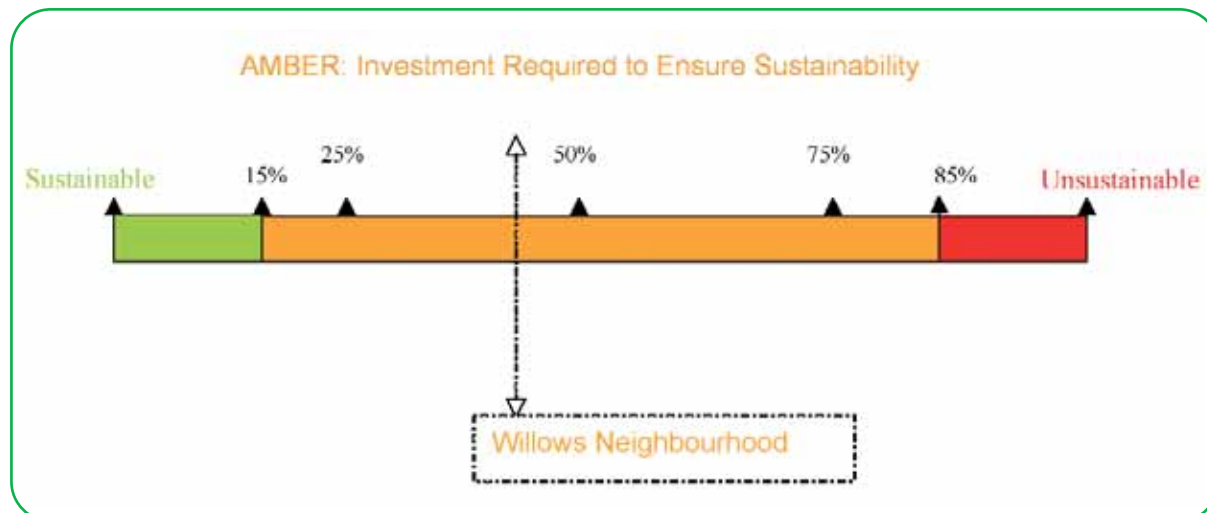 AMBER: Investment Required to Ensure Sustainability
25%
50%
75%
Sustainable
15%
85%
Unsustainable
Willows Neighbourhood